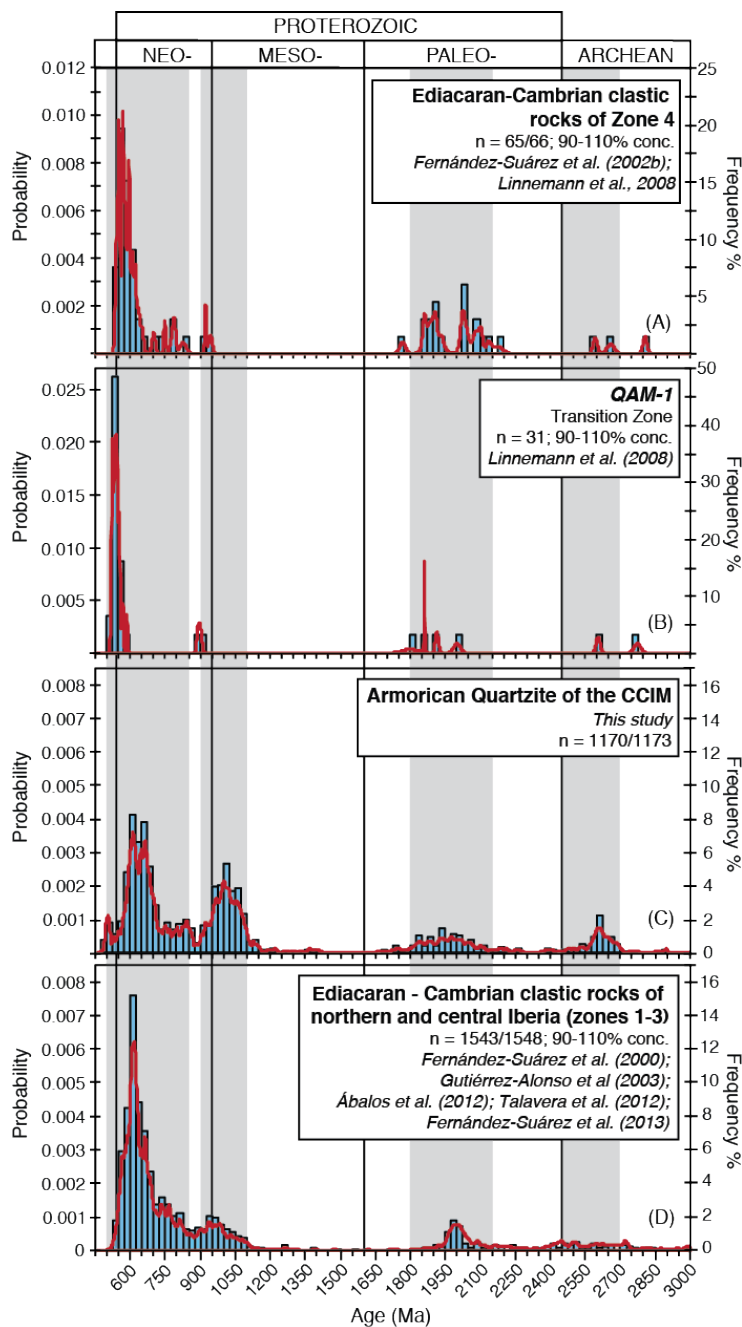 PROTEROZOIC
NEO-
MESO-
PALEO-
ARCHEAN
Probability
0.012
0.010
0.008
0.006
0.004
0.002
Ediacaran-Cambrian clastic
rocks of Zone 4
n = 65/66; 90-110% conc.
Fernández-Suárez et al. (2002b);
Linnemann et al., 2008
(A)
25
20
15
10
5
0
Frequency %
Probability
0.025
0.020
0.015
0.010
0.005
QAM-1
Transition Zone
n = 31; 90-110% conc.
Linnemann et al. (2008)
(B)
50
40
30
20
10
0
Frequency %
Probability
0.008
0.007
0.006
0.005
0.004
0.003
0.002
0.001
Armorican Quartzite of the CCIM
This study
n = 1170/1173
(C)
16
14
12
10
8
6
4
2
0
Frequency %
Probability
0.008
0.007
0.006
0.005
0.004
0.003
0.002
0.001
0
Ediacaran - Cambrian clastic rocks of
northern and central Iberia (zones 1-3)
n = 1543/1548; 90-110% conc.
Fernández-Suárez et al. (2000);
Gutiérrez-Alonso et al (2003);
Ábalos et al. (2012); Talavera et al. (2012);
Fernández-Suárez et al. (2013)
(D)
16
14
12
10
8
6
4
2
0
Frequency %
600 750 900 1050 1200 1350 1500 1650 1800 1950 2100 2250 2400 2550 2700 2850 3000
Age (Ma)